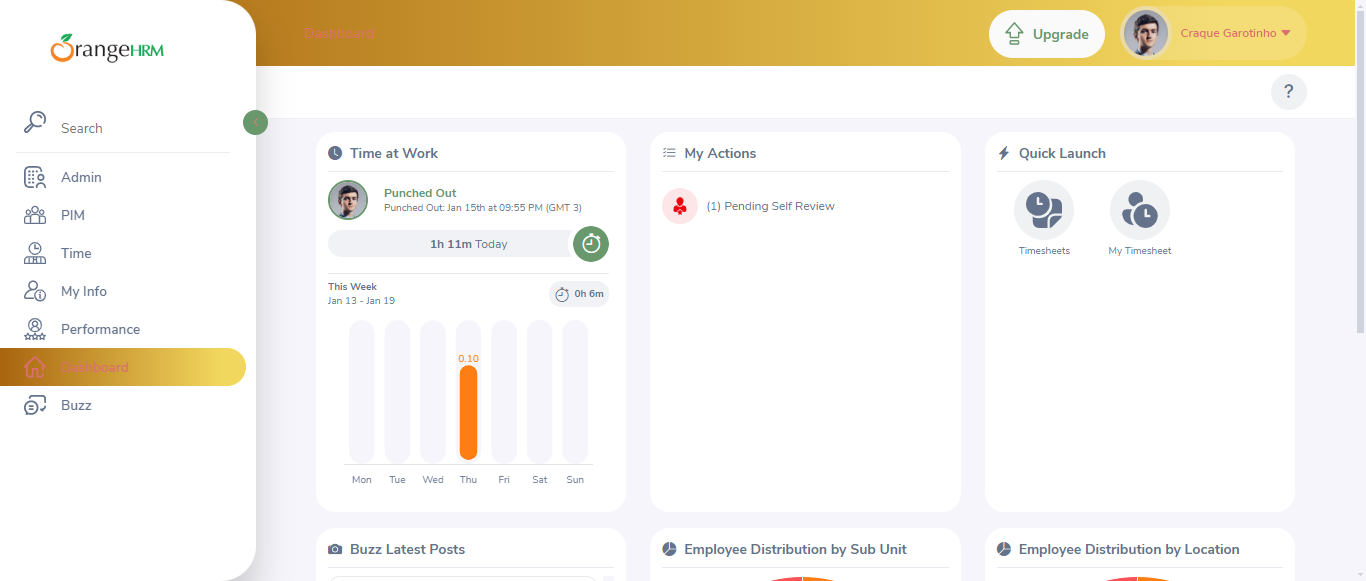 OrangeHRM
Dashboard
Upgrade
Craque Garotinho
?
Search
Admin
PIM
Time
My Info
Performance
Dashboard
Buzz
Time at Work
Punched Out
Punched Out: Jan 15th at 09:55 PM (GMT 3)
1h 11m Today
This Week
Jan 13 - Jan 19
0h 6m
0.10
Mon Tue Wed Thu Fri Sat Sun
My Actions
(1) Pending Self Review
Quick Launch
Timesheets
My Timesheet
Buzz Latest Posts
Employee Distribution by Sub Unit
Employee Distribution by Location